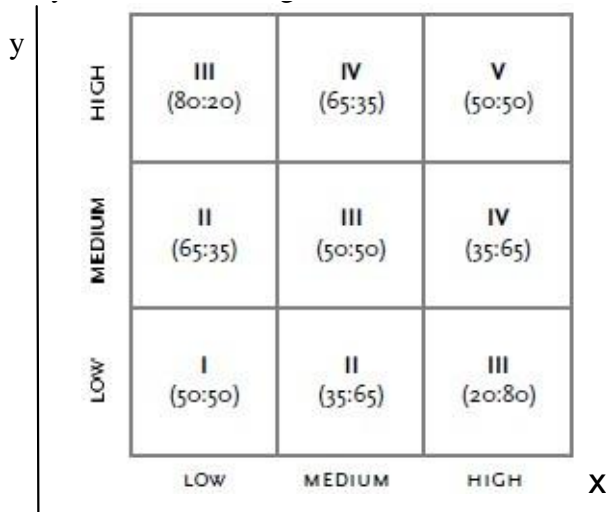 y
HIGH
III
(80:20)
IV
(65:35)
V
(50:50)
MEDIUM
II
(65:35)
III
(50:50)
IV
(35:65)
LOW
I
(50:50)
II
(35:65)
III
(20:80)
LOW
MEDIUM
HIGH
X